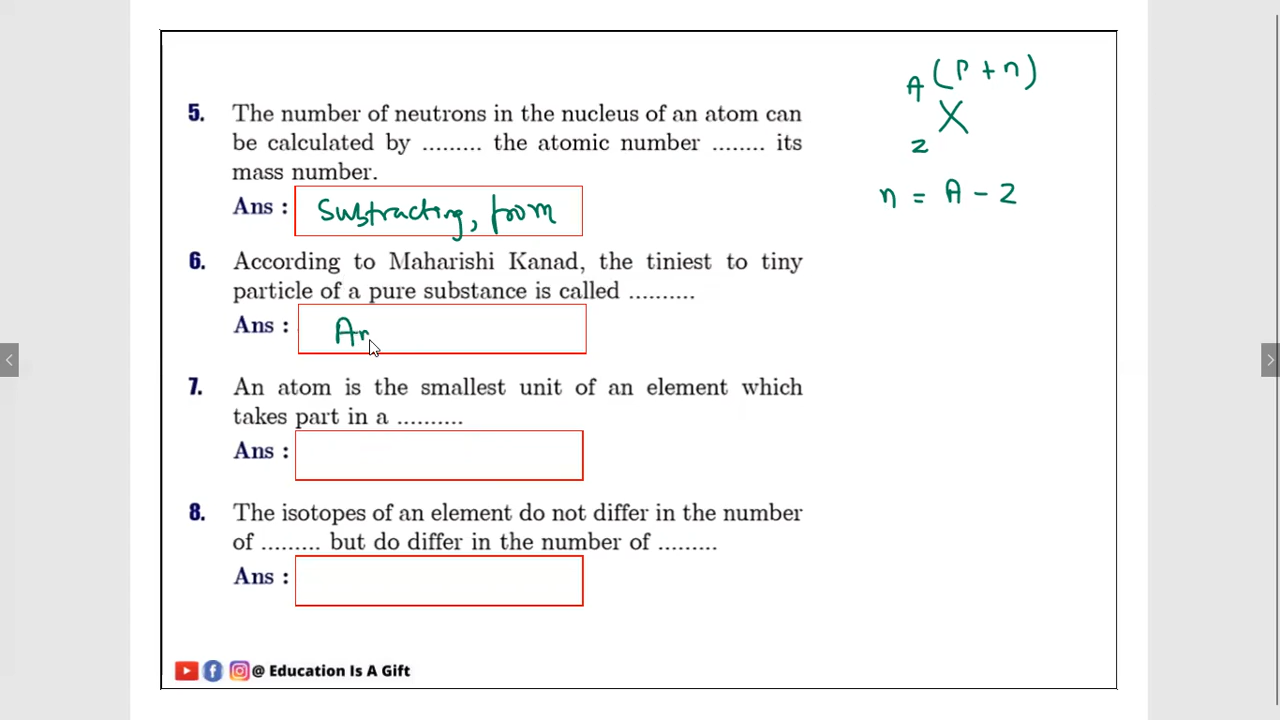 A (P + n)
X
Z
n = A - Z
5. The number of neutrons in the nucleus of an atom can
be calculated by ......... the atomic number ........ its
mass number.
Ans : Subtracting, from
6. According to Maharishi Kanad, the tiniest to tiny
particle of a pure substance is called ..........
Ans : An
7. An atom is the smallest unit of an element which
takes part in a ..........
Ans :
8. The isotopes of an element do not differ in the number
of ......... but do differ in the number of .........
Ans :
@ Education Is A Gift